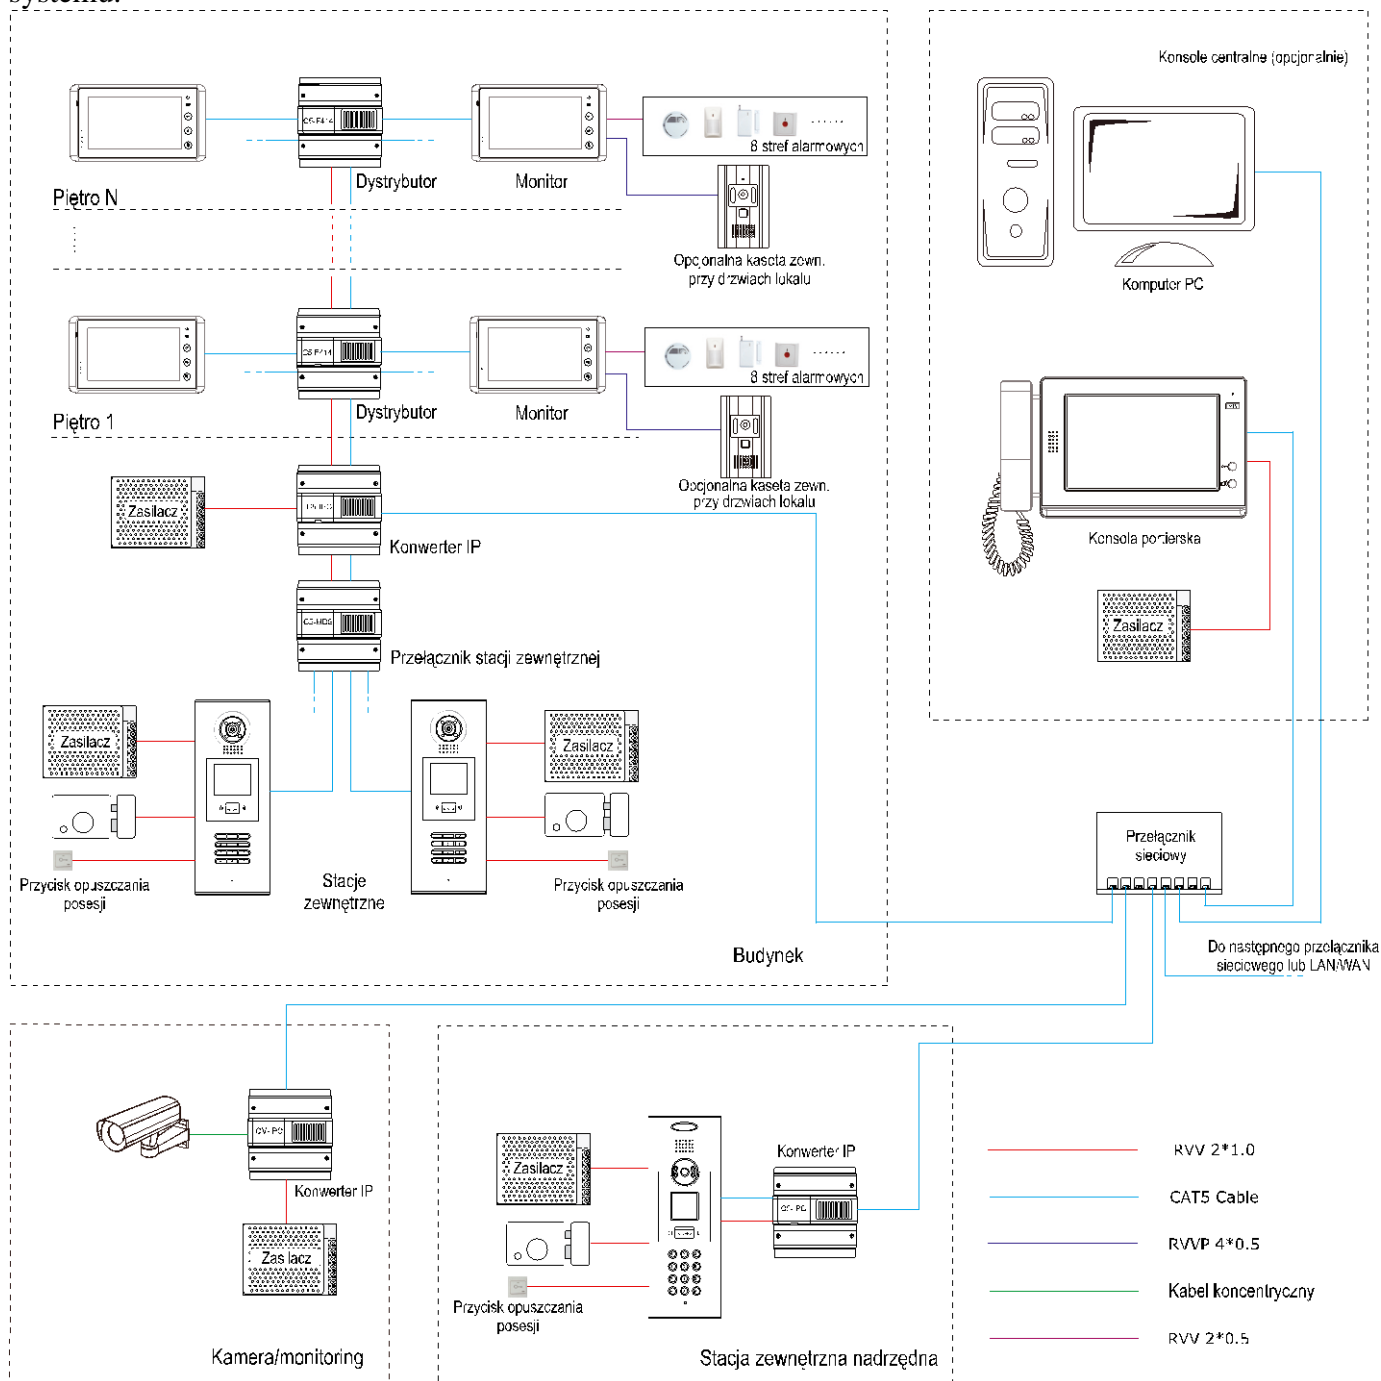 systemu.
Konsole centralne (opcjonalnie)
8 stref alarmowych
Dystrybutor
Monitor
Piętro N
Opcjonalna kaseta zewn.
przy drzwiach lokalu
Komputer PC
8 stref alarmowych
Dystrybutor
Monitor
Piętro 1
Opcjonalna kaseta zewn.
przy drzwiach lokalu
Zasilacz
Konwerter IP
Konsola portierska
Zasilacz
Przełącznik stacji zewnętrznej
Zasilacz
Zasilacz
Przełącznik
sieciowy
Przycisk opuszczania
posesji
Stacje
zewnętrzne
Przycisk opuszczania
posesji
Budynek
Do następnego przełącznika
sieciowego lub LAN/WAN
Konwerter IP
Zasilacz
Kamera/monitoring
Zasilacz
Konwerter IP
Przycisk opuszczania
posesji
Stacja zewnętrzna nadrzędna
RVV 2*1.0
CAT5 Cable
RVVP 4*0.5
Kabel koncentryczny
RVV 2*0.5